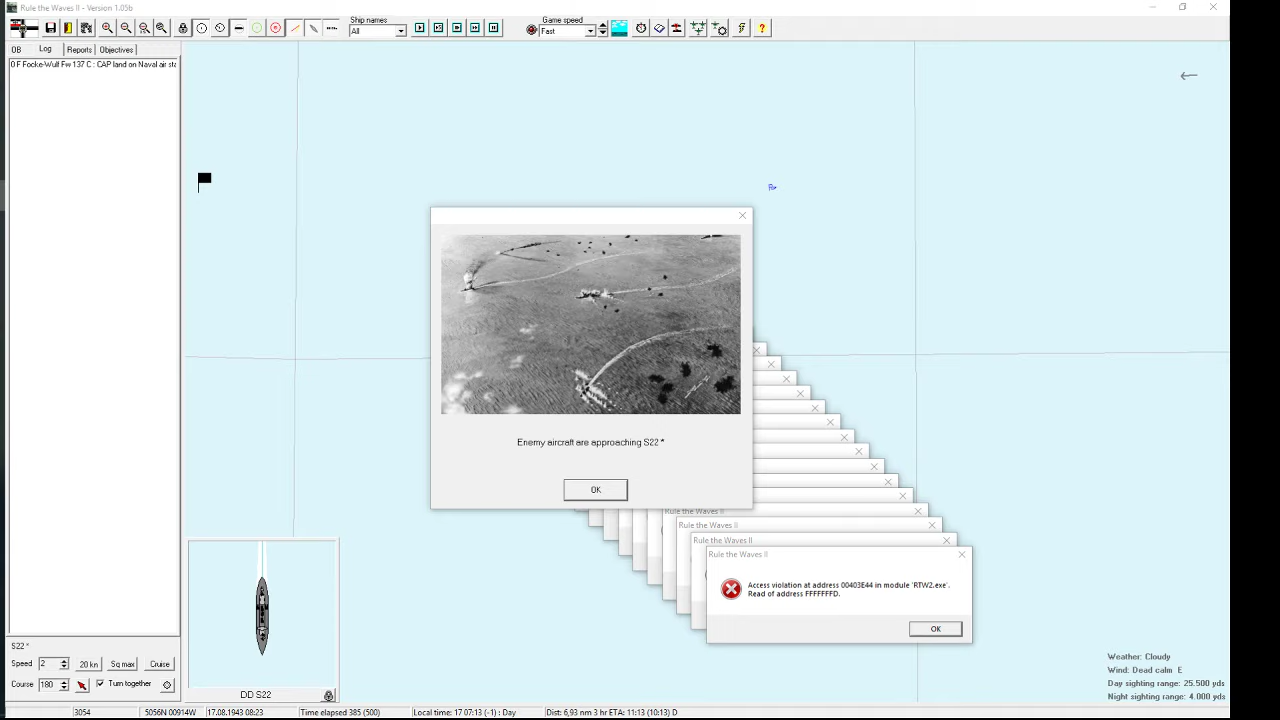 Rule the Waves II - Version 1.05b
Ship names
All
Game speed
Fast
OB Log Reports Objectives
0 F Focke-Wulf Fw 137 C : CAP land on Naval air sta
Enemy aircraft are approaching S22 *
OK
Rule the Waves II
Rule the Waves II
Rule the Waves II
Rule the Waves II
Access violation at address 00403E44 in module 'RTW2.exe'.
Read of address FFFFFFFD.
OK
S22 *
Speed 2 20 kn Sq max Cruise
Course 180 Turn together
DD S22
Weather: Cloudy
Wind: Dead calm E
Day sighting range: 25.500 yds
Night sighting range: 4.000 yds
3054 5056N 00914W 17.08.1943 08:23 Time elapsed 385 (500) Local time: 17 07:13 (-1) : Day Dist: 6,93 nm 3 hr ETA: 11:13 (10:13) D